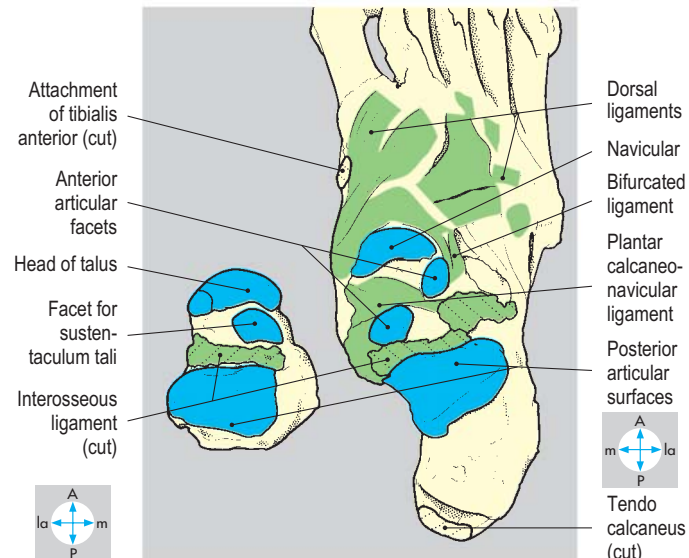 Attachment
of tibialis
anterior (cut)
Anterior
articular
facets
Head of talus
Facet for
susten-
taculum tali
Interosseous
ligament
(cut)
A
la
m
P
Dorsal
ligaments
Navicular
Bifurcated
ligament
Plantar
calcaneo-
navicular
ligament
Posterior
articular
surfaces
A
m
la
P
Tendo
calcaneus
(cut)